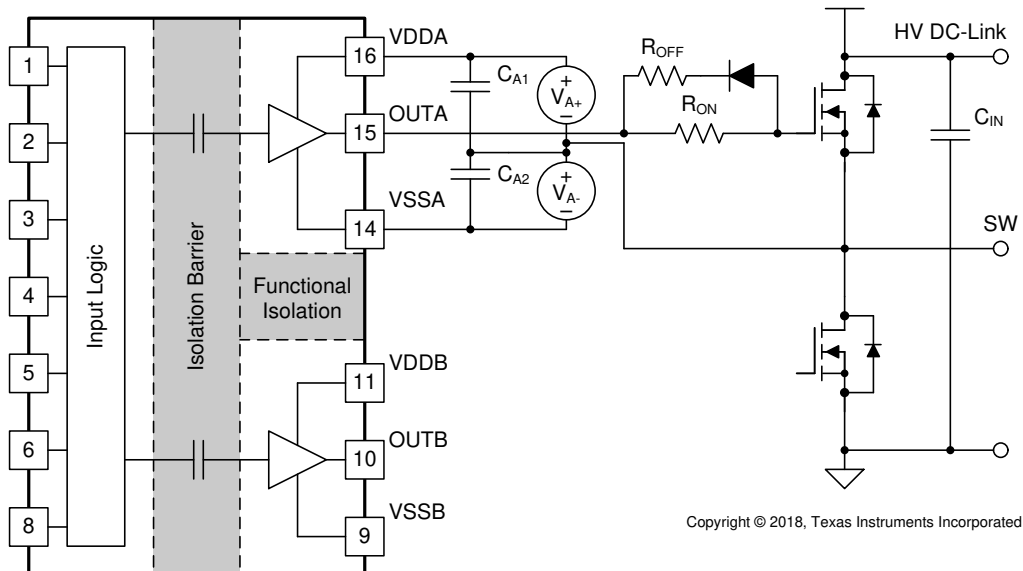 1
2
3
4
5
6
8
Input Logic
Isolation Barrier
Functional
Isolation
16
VDDA
15
OUTA
14
VSSA
11
VDDB
10
OUTB
9
VSSB
CA1
CA2
+
VA+
–
+
VA-
–
ROFF
RON
HV DC-Link
CIN
SW
Copyright © 2018, Texas Instruments Incorporated